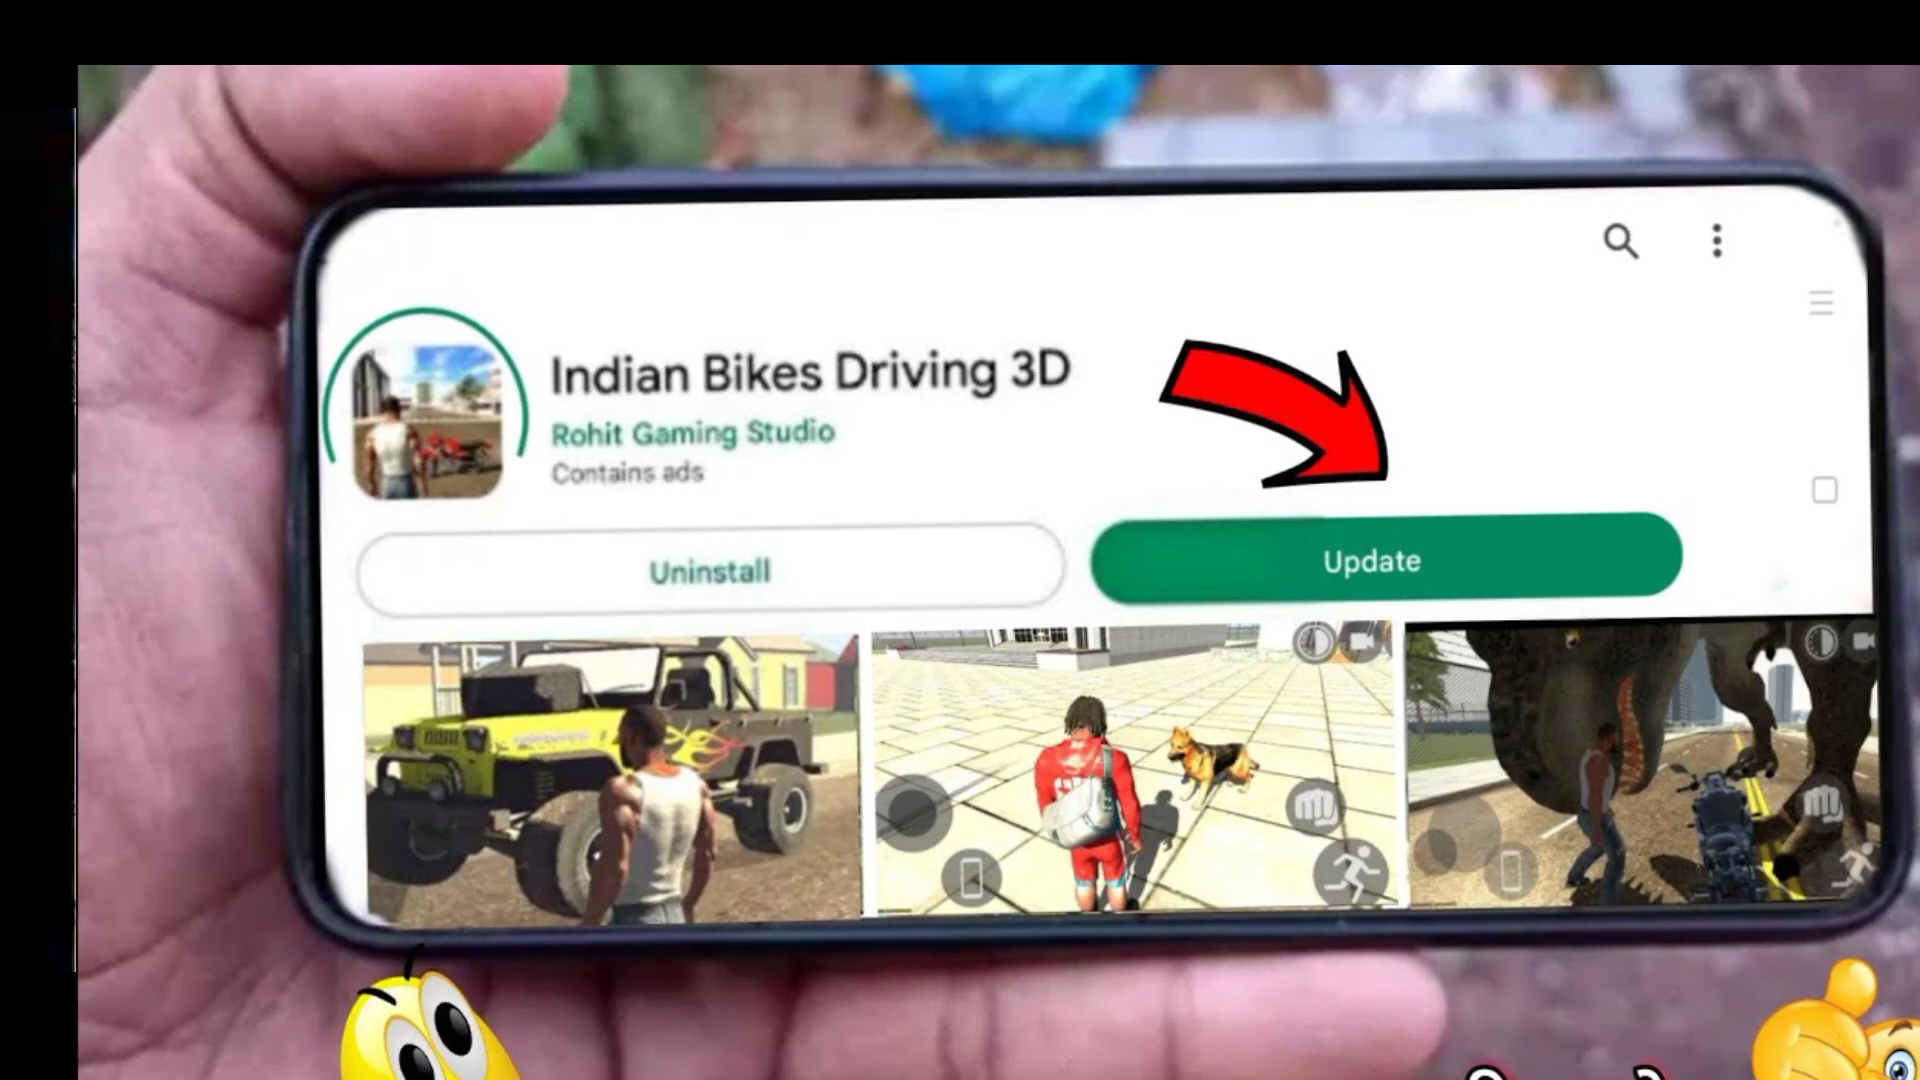 Indian Bikes Driving 3D
Rohit Gaming Studio
Contains ads
Uninstall
Update